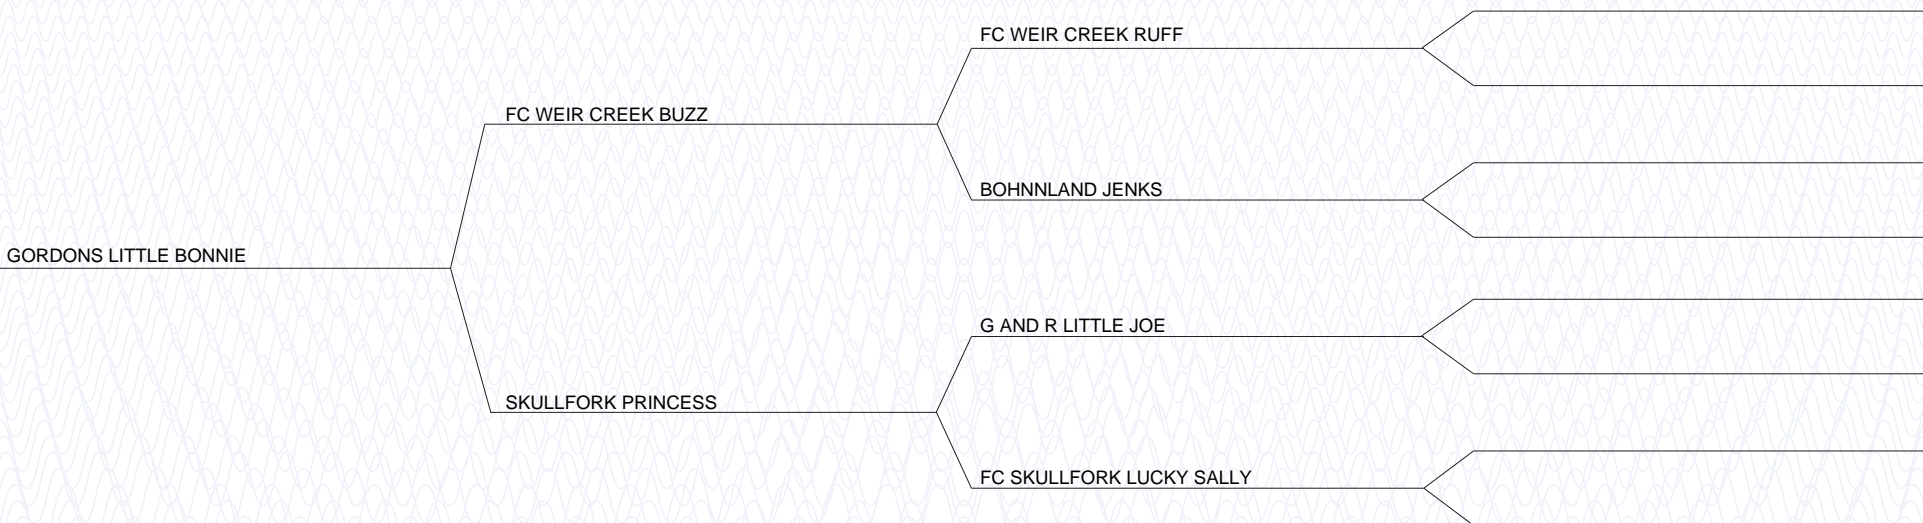 FC WEIR CREEK RUFF
FC WEIR CREEK BUZZ
BOHNNLAND JENKS
GORDONS LITTLE BONNIE
G AND R LITTLE JOE
SKULLFORK PRINCESS
FC SKULLFORK LUCKY SALLY